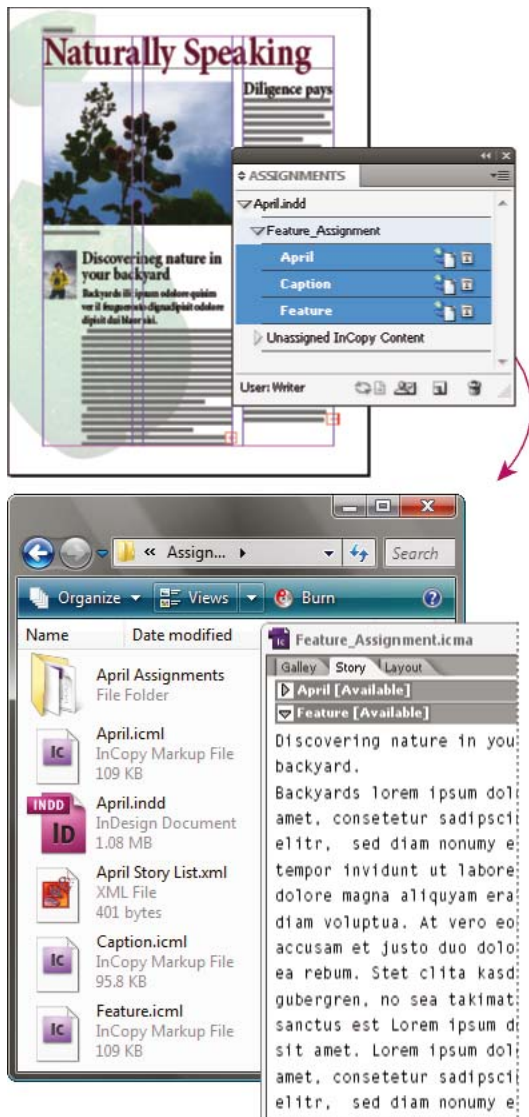 Naturally Speaking
Diligence pays
Discoverineg nature in
your backyard
ASSIGNMENTS
April.indd
Feature_Assignment
April
Caption
Feature
Unassigned InCopy Content
User: Writer
« Assign...
Search
Organize
Views
Burn
Name Date modified
April Assignments
File Folder
April.icml
InCopy Markup File
109 KB
April.indd
InDesign Document
1.08 MB
April Story List.xml
XML File
401 bytes
Caption.icml
InCopy Markup File
95.8 KB
Feature.icml
InCopy Markup File
109 KB
Feature_Assignment.icma
Galley Story Layout
April [Available]
Feature [Available]
Discovering nature in you
backyard.
Backyards lorem ipsum dol
amet, consetetur sadipsci
elitr, sed diam nonumy e
tempor invidunt ut labore
dolore magna aliquyam era
diam voluptua. At vero eo
accusam et justo duo dolo
ea rebum. Stet clita kasd
gubergren, no sea takimat
sanctus est Lorem ipsum d
sit amet. Lorem ipsum dol
amet, consetetur sadipsci
elitr, sed diam nonumy e